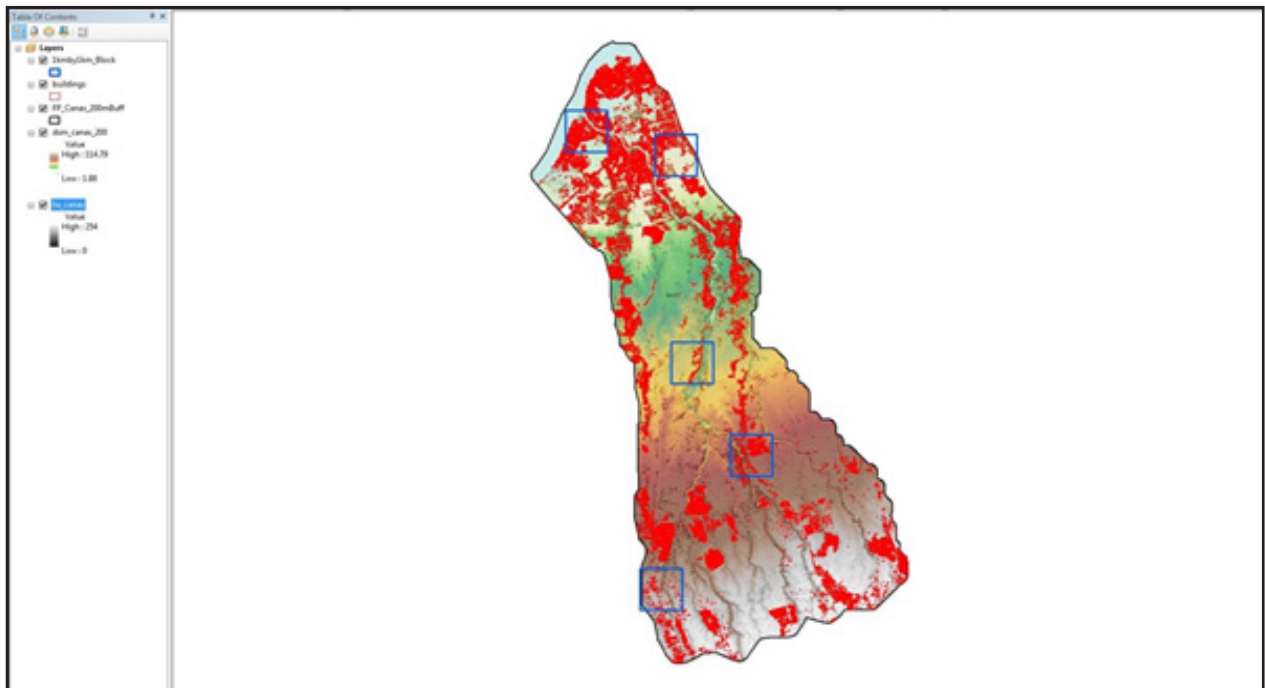 Table Of Contents
Layers
1kmby1km_Block
buildings
FP_Canas_200mBuff
dsm_canas_200
Value
High : 314.79
Low : 1.88
hs_canas
Value
High : 254
Low : 0